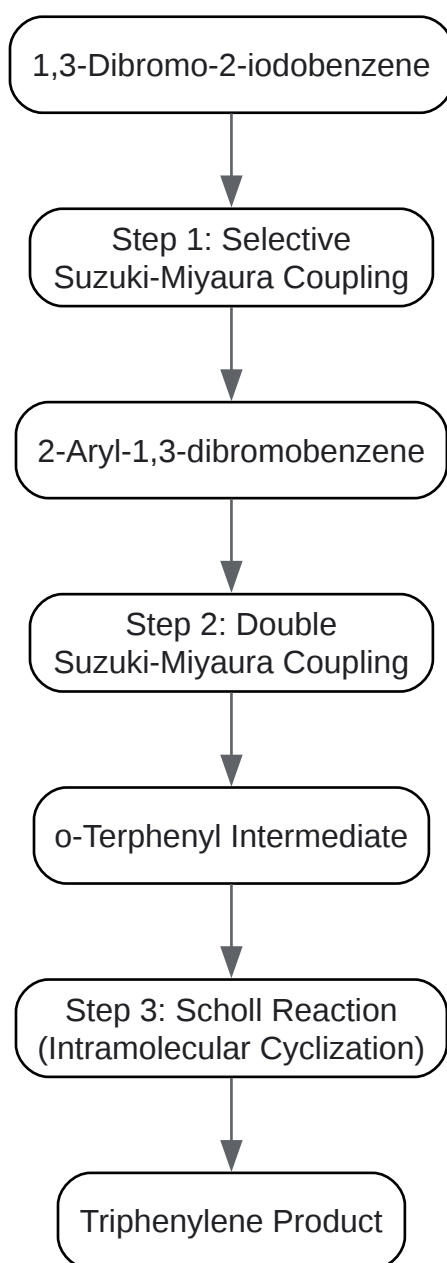 1,3-Dibromo-2-iodobenzene
Step 1: Selective
Suzuki-Miyaura Coupling
2-Aryl-1,3-dibromobenzene
Step 2: Double
Suzuki-Miyaura Coupling
o-Terphenyl Intermediate
Step 3: Scholl Reaction
(Intramolecular Cyclization)
Triphenylene Product